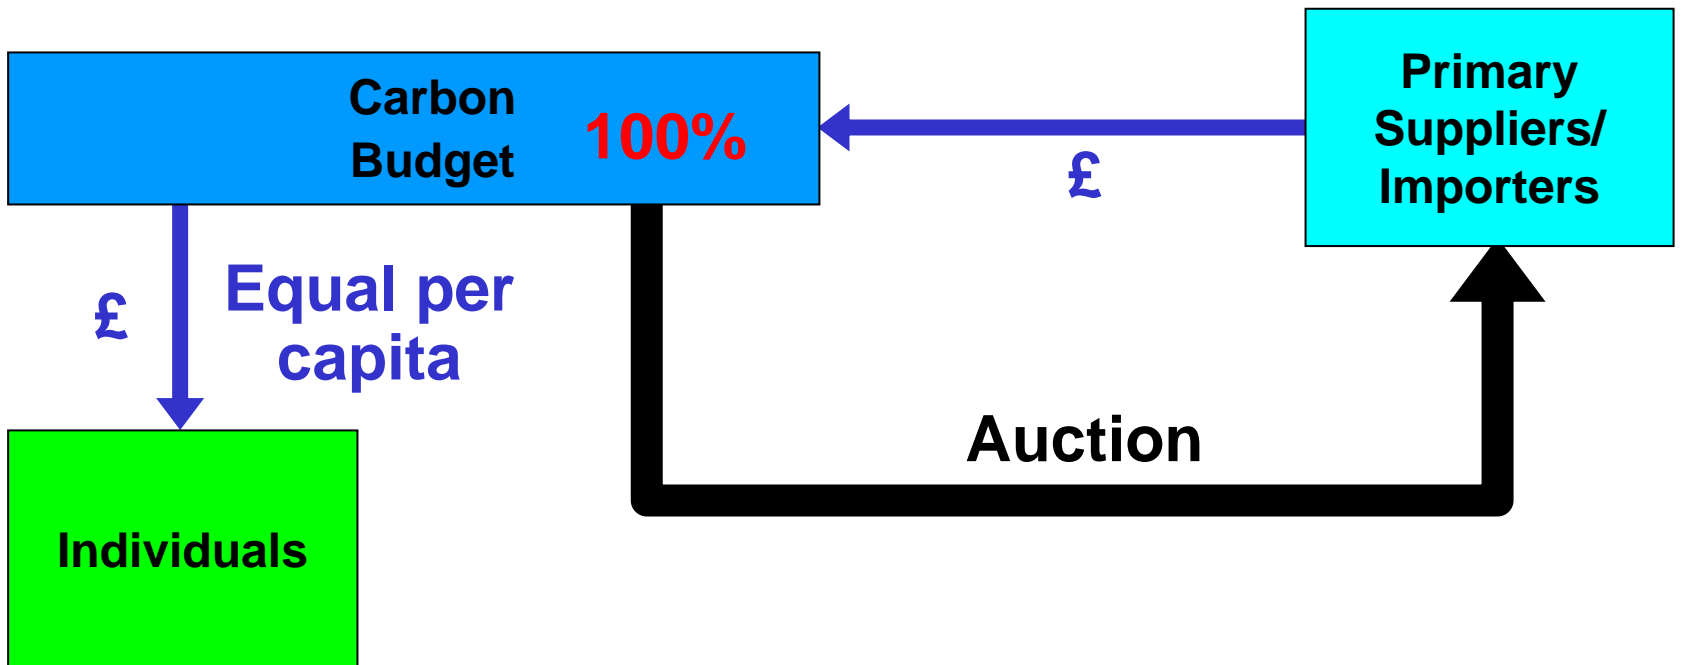 Carbon
Budget
100%
Primary
Suppliers/
Importers
£
£
Equal per
capita
Auction
Individuals